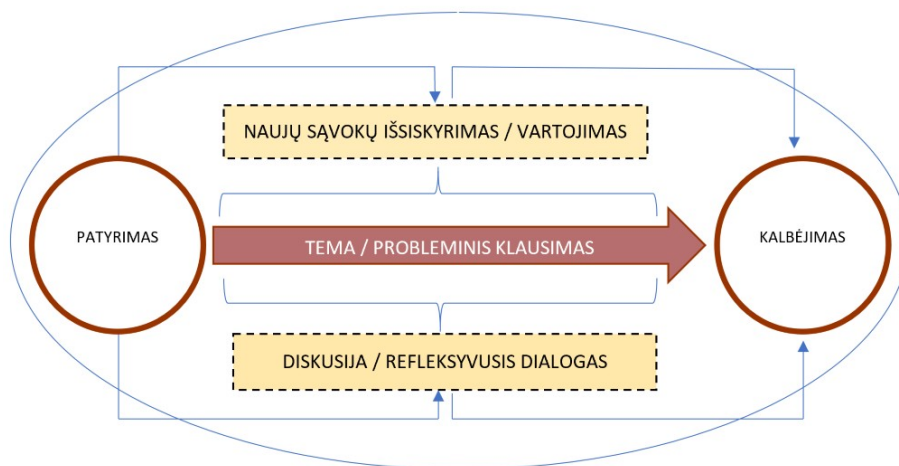 NAUJŲ SĄVOKŲ IŠSISKYRIMAS / VARTOJIMAS
PATYRIMAS
TEMA / PROBLEMINIS KLAUSIMAS
KALBĖJIMAS
DISKUSIJA / REFLEKSYVUSIS DIALOGAS